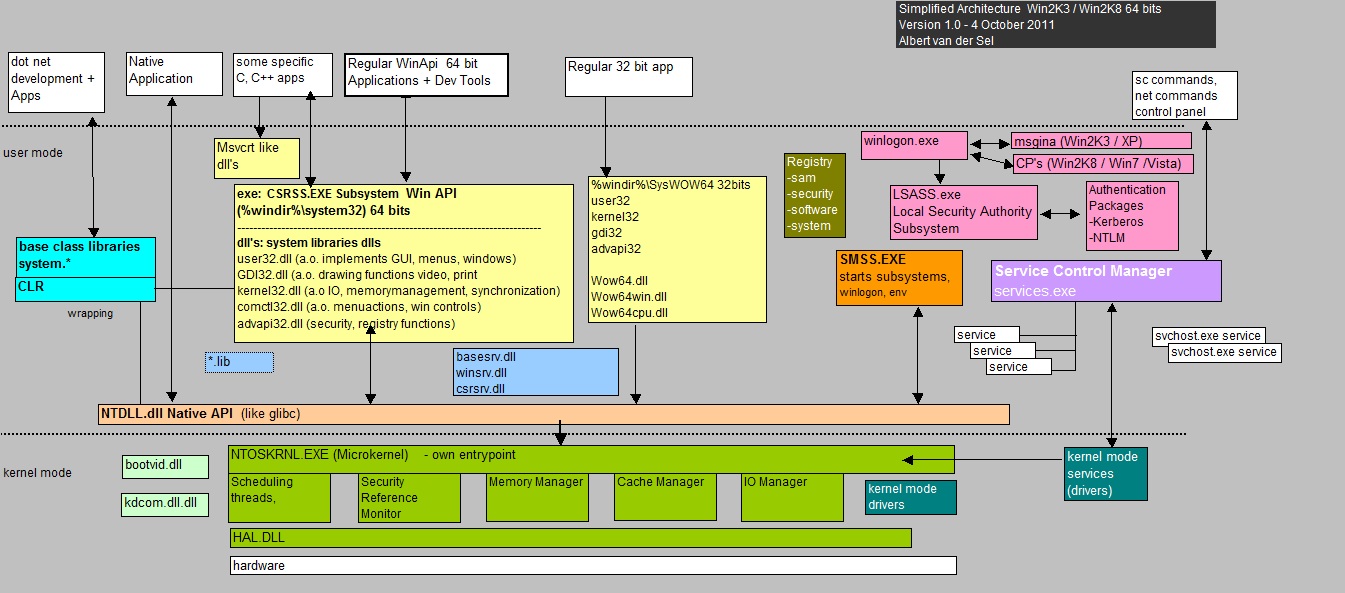 Simplified Architecture Win2K3 / Win2K8 64 bits
Version 1.0 - 4 October 2011
Albert van der Sel
dot net
development +
Apps
Native
Application
some specific
C, C++ apps
Regular WinApi 64 bit
Applications + Dev Tools
Regular 32 bit app
sc commands,
net commands
control panel
user mode
Msvcrt like
dll's
exe: CSRSS.EXE Subsystem Win API
(%windir%\system32) 64 bits
dll's: system libraries dlls
user32.dll (a.o. implements GUI, menus, windows)
GDI32.dll (a.o. drawing functions video, print
kernel32.dll (a.o IO, memorymanagement, synchronization)
comctl32.dll (a.o. menuactions, win controls)
advapi32.dll (security, registry functions)
%windir%\SysWOW64 32bits
user32
kernel32
gdi32
advapi32
Wow64.dll
Wow64win.dll
Wow64cpu.dll
Registry
-sam
-security
-software
-system
winlogon.exe
msgina (Win2K3 / XP)
CP's (Win2K8 / Win7 /Vista)
LSASS.exe
Local Security Authority
Subsystem
Authentication
Packages
-Kerberos
-NTLM
base class libraries
system.*
CLR
wrapping
SMSS.EXE
starts subsystems,
winlogon, env
Service Control Manager
services.exe
service
service
service
svchost.exe service
svchost.exe service
*.lib
basesrv.dll
winsrv.dll
csrsrv.dll
NTDLL.dll Native API (like glibc)
kernel mode
bootvid.dll
kdcom.dll.dll
NTOSKRNL.EXE (Microkernel) - own entrypoint
Scheduling
threads,
Security
Reference
Monitor
Memory Manager
Cache Manager
IO Manager
kernel mode
drivers
kernel mode
services
(drivers)
HAL.DLL
hardware